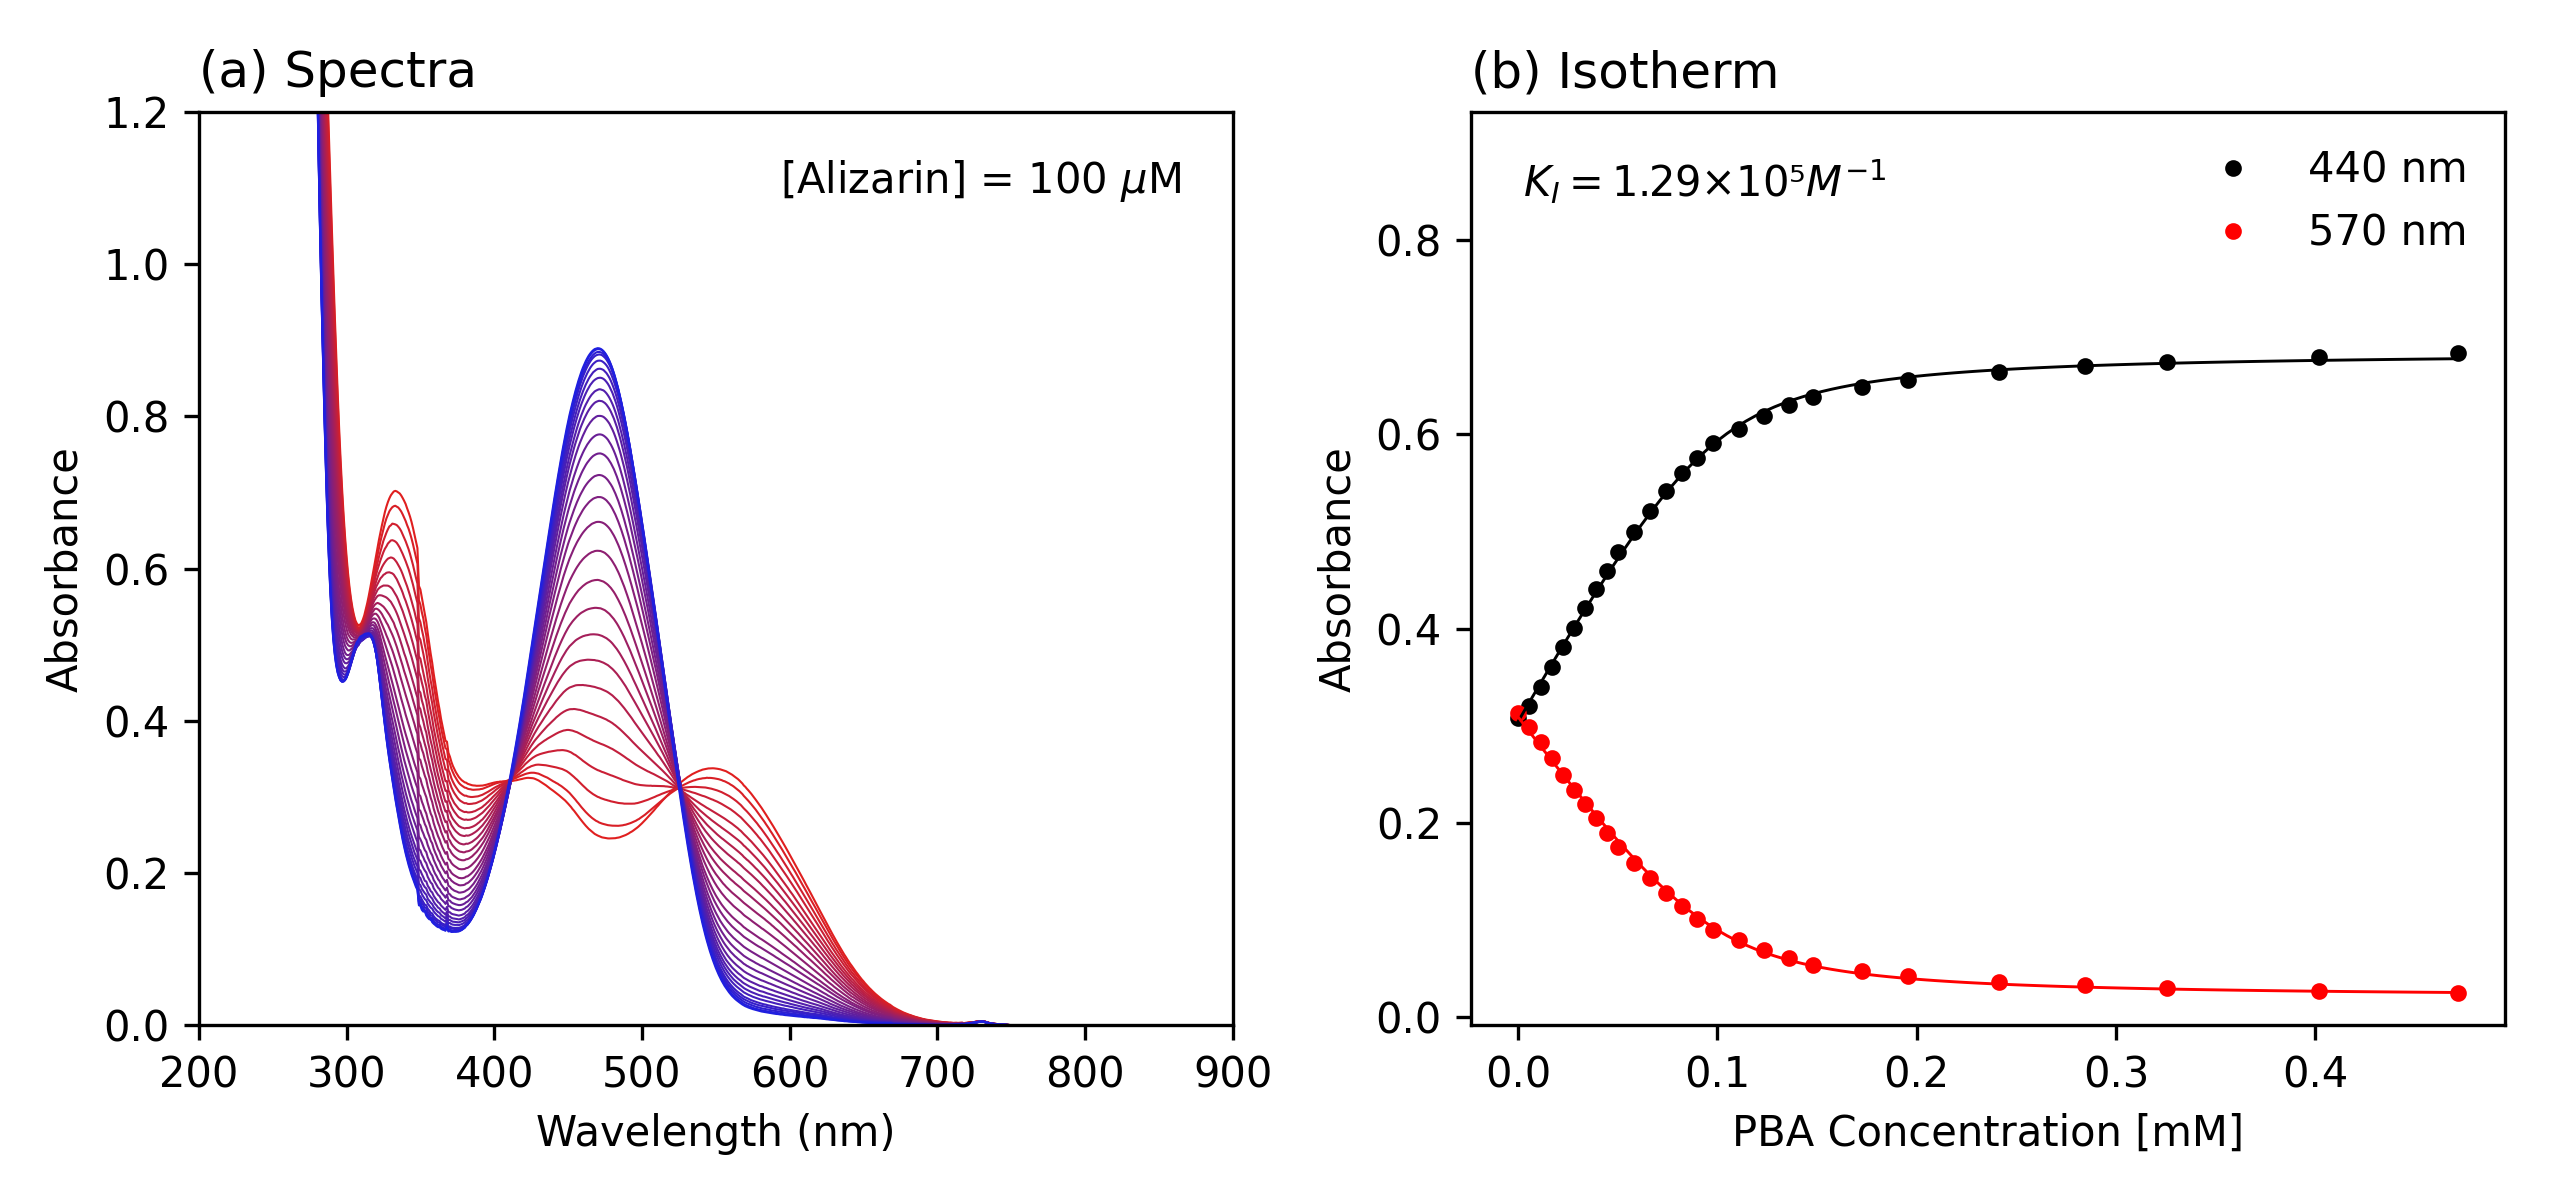 (a) Spectra
[Alizarin] = 100 μM
1.2
1.0
0.8
0.6
0.4
0.2
0.0
Absorbance
200 300 400 500 600 700 800 900
Wavelength (nm)
(b) Isotherm
K_I = 1.29×10⁵M⁻¹
440 nm
570 nm
0.8
0.6
0.4
0.2
0.0
Absorbance
0.0 0.1 0.2 0.3 0.4
PBA Concentration [mM]